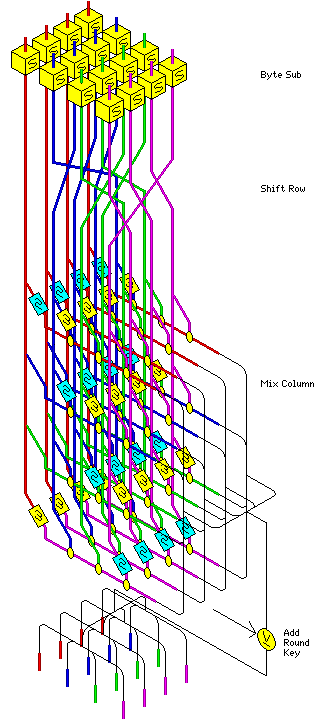 Byte Sub
Shift Row
Mix Column
Add
Round
Key